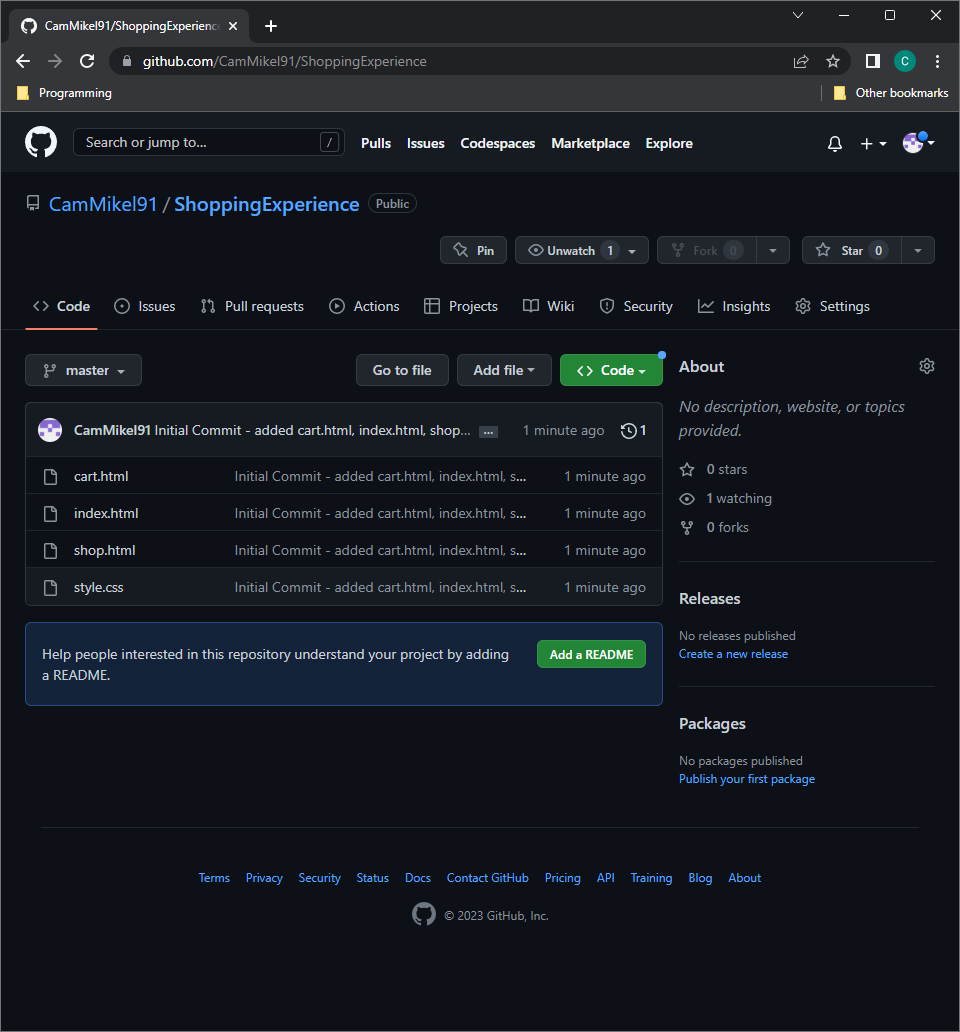 CamMikel91/ShoppingExperience
github.com/CamMikel91/ShoppingExperience
C
Programming
Other bookmarks
Search or jump to...
/
Pulls
Issues
Codespaces
Marketplace
Explore
CamMikel91 / ShoppingExperience
Public
Pin
Unwatch 1
Fork 0
Star 0
Code
Issues
Pull requests
Actions
Projects
Wiki
Security
Insights
Settings
master
Go to file
Add file
Code
CamMikel91 Initial Commit - added cart.html, index.html, shop... ... 1 minute ago 1
cart.html Initial Commit - added cart.html, index.html, s... 1 minute ago
index.html Initial Commit - added cart.html, index.html, s... 1 minute ago
shop.html Initial Commit - added cart.html, index.html, s... 1 minute ago
style.css Initial Commit - added cart.html, index.html, s... 1 minute ago
Help people interested in this repository understand your project by adding
a README.
Add a README
About
No description, website, or topics
provided.
0 stars
1 watching
0 forks
Releases
No releases published
Create a new release
Packages
No packages published
Publish your first package
Terms
Privacy
Security
Status
Docs
Contact GitHub
Pricing
API
Training
Blog
About
© 2023 GitHub, Inc.